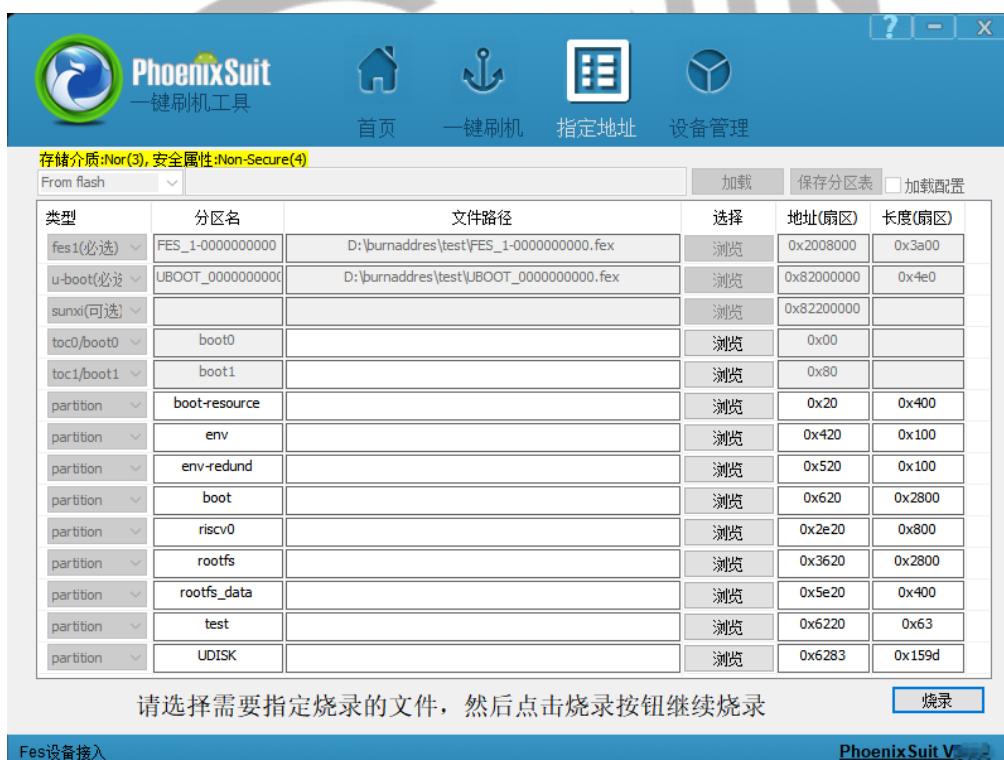 ? － X
PhoenixSuit
一键刷机工具
首页 一键刷机 指定地址 设备管理
存储介质:Nor(3), 安全属性:Non-Secure(4)
From flash 加载 保存分区表 加载配置
类型 分区名 文件路径 选择 地址(扇区) 长度(扇区)
fes1(必选) FES_1-0000000000 D:\burnaddres\test\FES_1-0000000000.fex 浏览 0x2008000 0x3a00
u-boot(必选 UBOOT_0000000000 D:\burnaddres\test\UBOOT_0000000000.fex 浏览 0x82000000 0x4e0
sunxi(可选) 浏览 0x82200000
toc0/boot0 boot0 浏览 0x00
toc1/boot1 boot1 浏览 0x80
partition boot-resource 浏览 0x20 0x400
partition env 浏览 0x420 0x100
partition env-redund 浏览 0x520 0x100
partition boot 浏览 0x620 0x2800
partition riscv0 浏览 0x2e20 0x800
partition rootfs 浏览 0x3620 0x2800
partition rootfs_data 浏览 0x5e20 0x400
partition test 浏览 0x6220 0x63
partition UDISK 浏览 0x6283 0x159d
请选择需要指定烧录的文件，然后点击烧录按钮继续烧录 烧录
Fes设备接入 PhoenixSuit